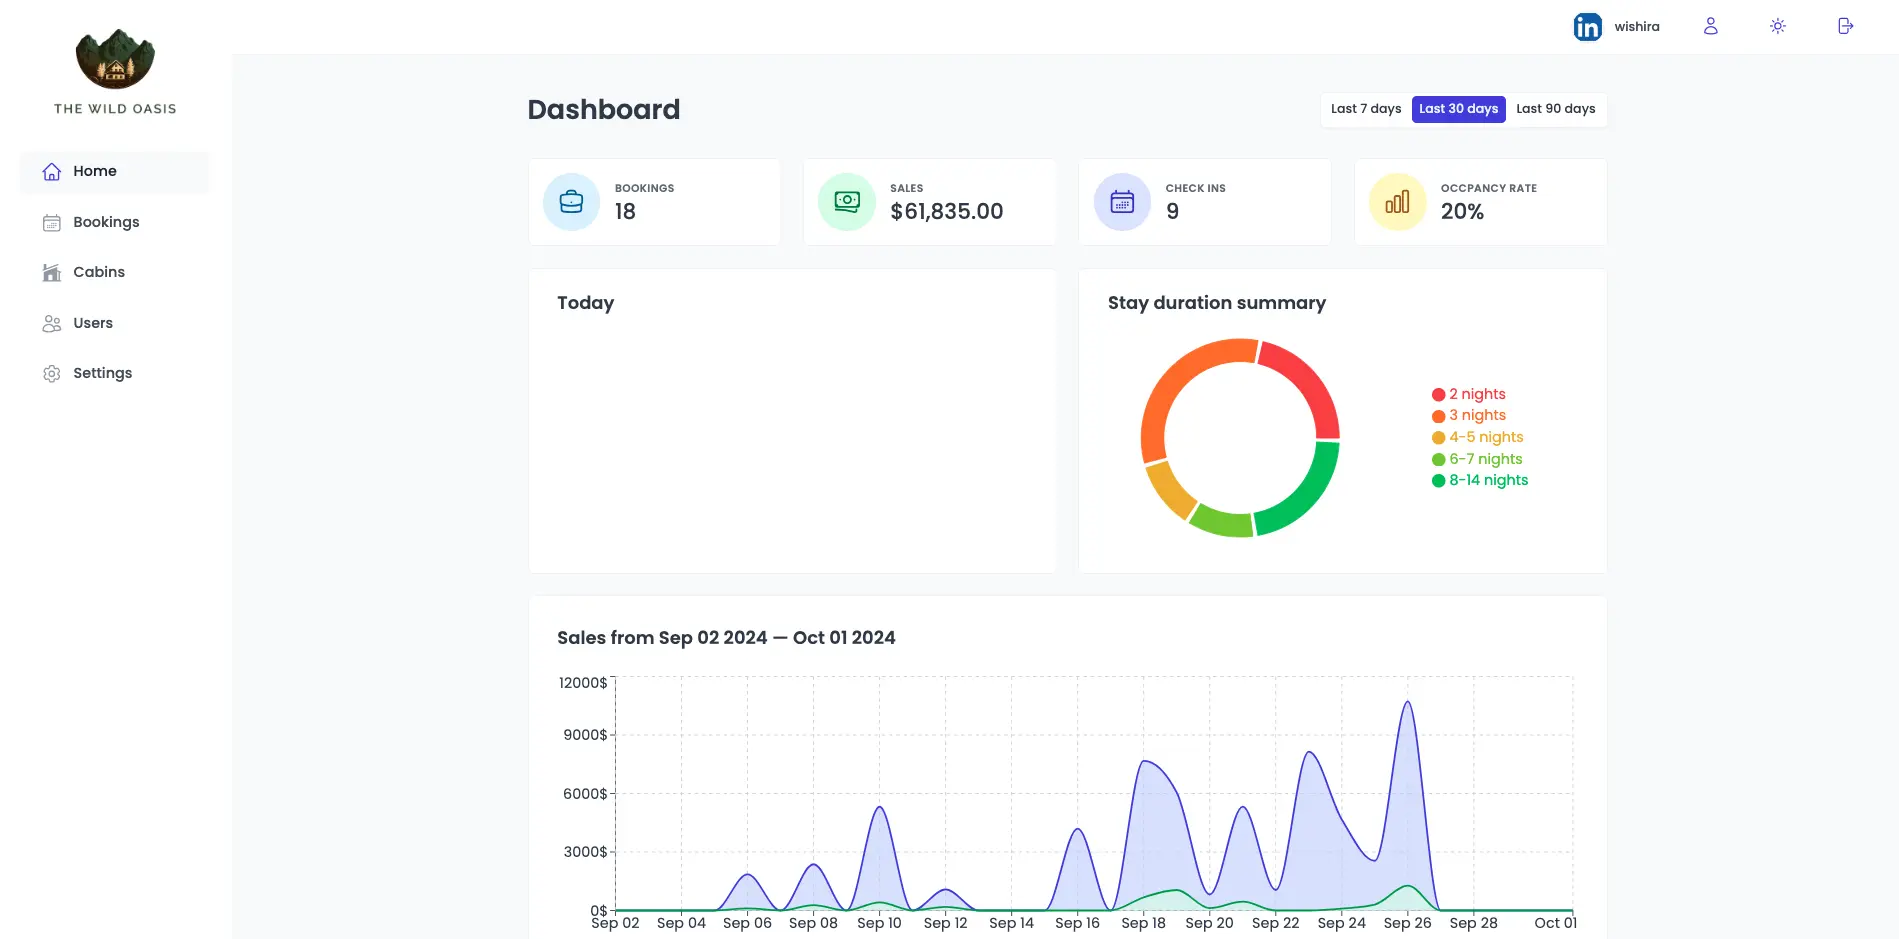 in wishira
THE WILD OASIS
Home
Bookings
Cabins
Users
Settings
Dashboard
Last 7 days Last 30 days Last 90 days
BOOKINGS
18
SALES
$61,835.00
CHECK INS
9
OCCPANCY RATE
20%
Today
Stay duration summary
2 nights
3 nights
4-5 nights
6-7 nights
8-14 nights
Sales from Sep 02 2024 — Oct 01 2024
12000$
9000$
6000$
3000$
0$
Sep 02 Sep 04 Sep 06 Sep 08 Sep 10 Sep 12 Sep 14 Sep 16 Sep 18 Sep 20 Sep 22 Sep 24 Sep 26 Sep 28 Oct 01